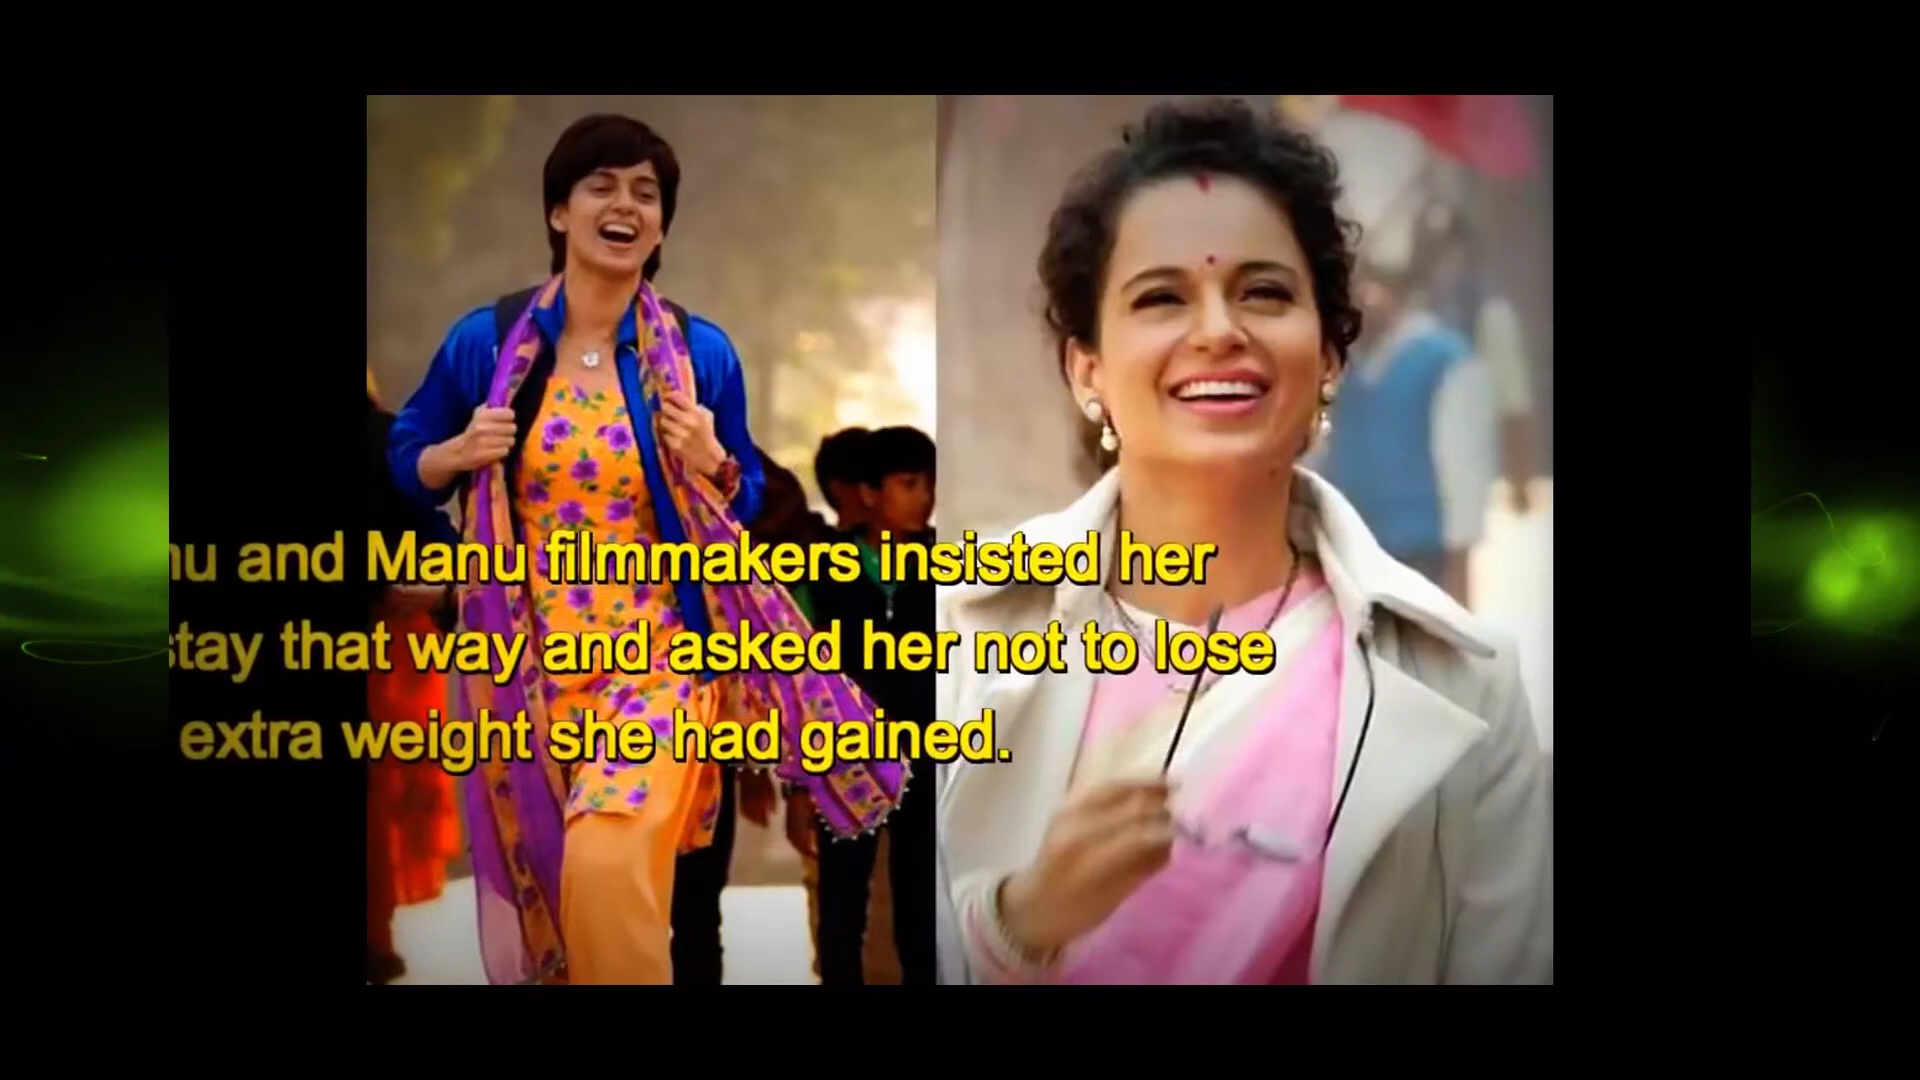 nu and Manu filmmakers insisted her
stay that way and asked her not to lose
extra weight she had gained.